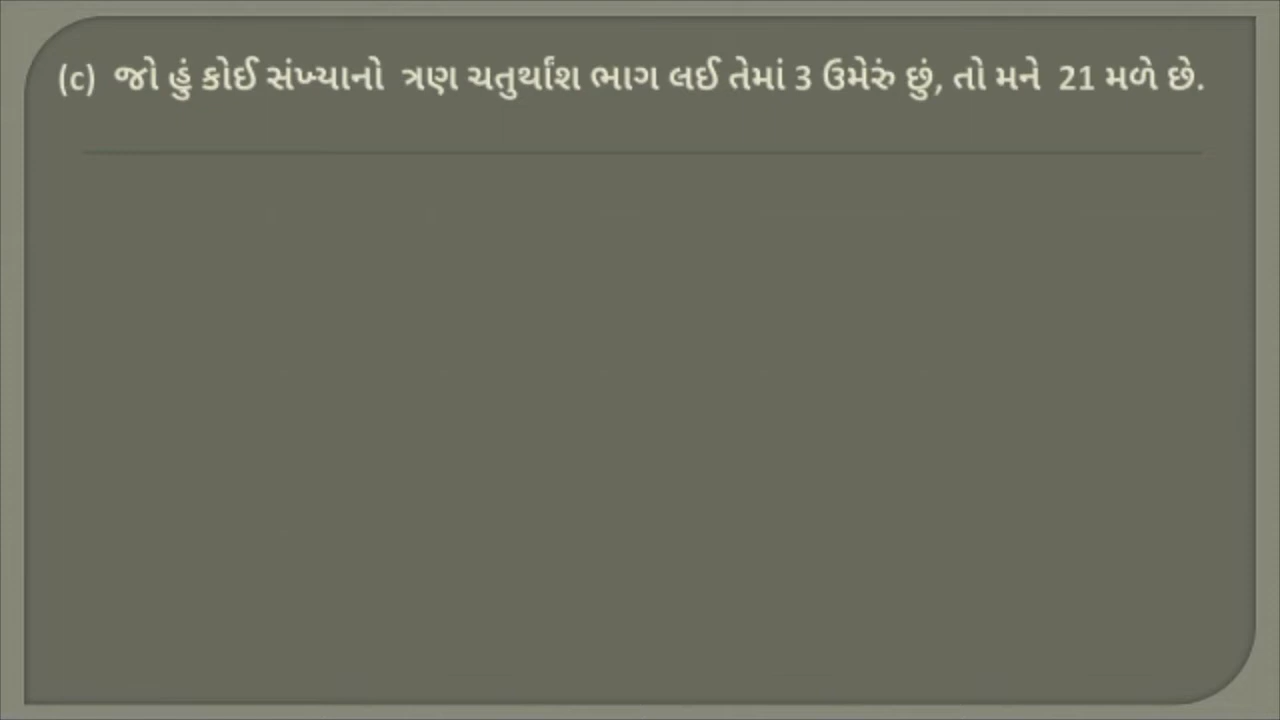 (c) જો હું કોઈ સંખ્યાનો ત્રણ ચતુર્થાંશ ભાગ લઈ તેમાં 3 ઉમેરું છું, તો મને 21 મળે છે.